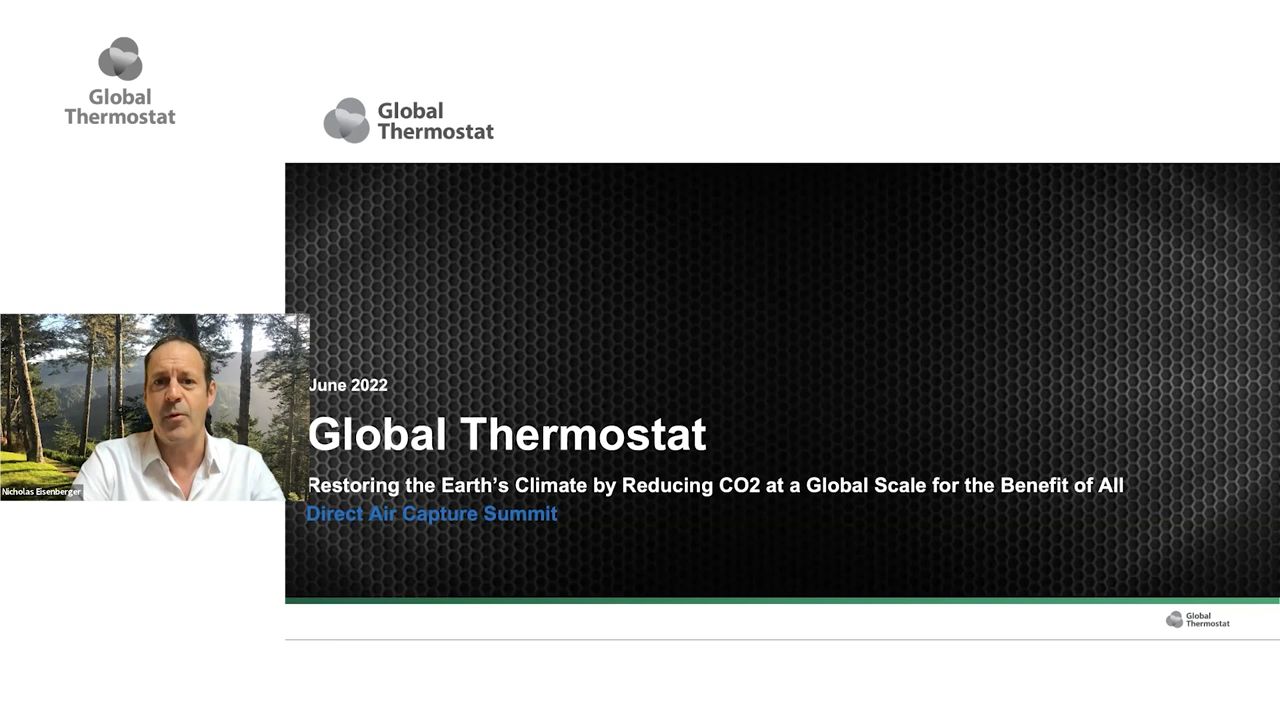 Global
Thermostat
Global
Thermostat
June 2022
Global Thermostat
Restoring the Earth’s Climate by Reducing CO2 at a Global Scale for the Benefit of All
Direct Air Capture Summit
Nicholas Eisenberger
Global
Thermostat